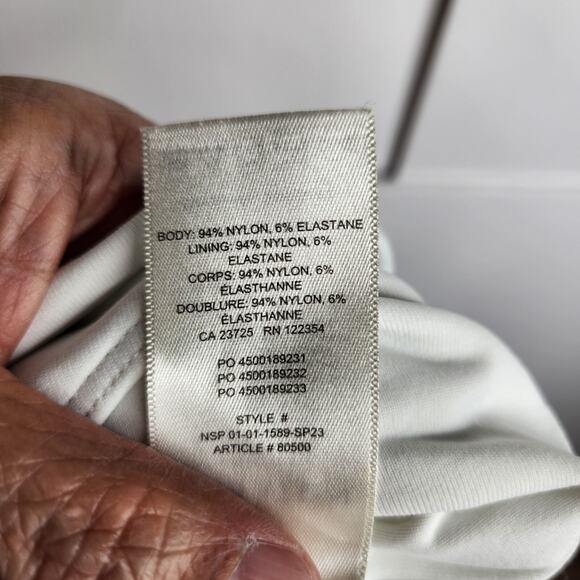 BODY: 94% NYLON, 6% ELASTANE
LINING: 94% NYLON, 6%
ELASTANE
CORPS: 94% NYLON, 6%
ÉLASTHANNE
DOUBLURE: 94% NYLON, 6%
ÉLASTHANNE
CA 23725 RN 122354
PO 4500189231
PO 4500189232
PO 4500189233
STYLE #
NSP 01-01-1589-SP23
ARTICLE # 80500